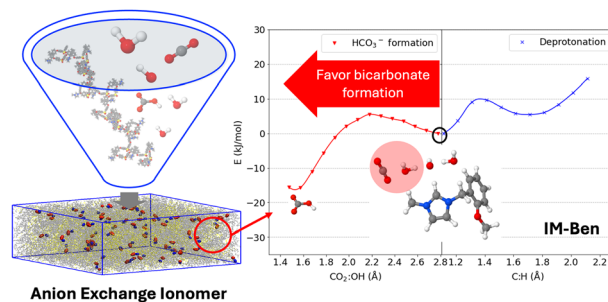 HCO₃⁻ formation
Deprotonation
Favor bicarbonate
formation
E (kJ/mol)
30
20
10
0
−10
−20
−30
IM-Ben
1.4 1.6 1.8 2.0 2.2 2.4 2.6 2.8 1.2 1.4 1.6 1.8 2.0 2.2
CO₂:OH (Å)
C:H (Å)
Anion Exchange Ionomer